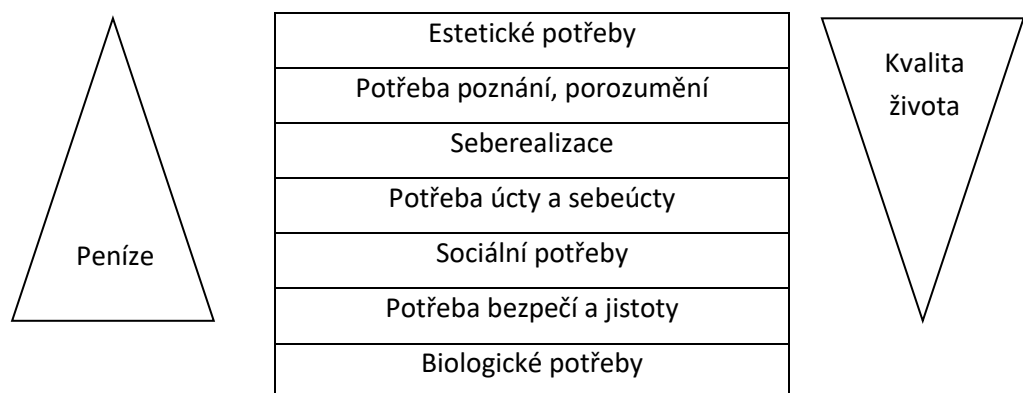 Estetické potřeby
Potřeba poznání, porozumění
Seberealizace
Potřeba úcty a sebeúcty
Sociální potřeby
Potřeba bezpečí a jistoty
Biologické potřeby
Peníze
Kvalita
života